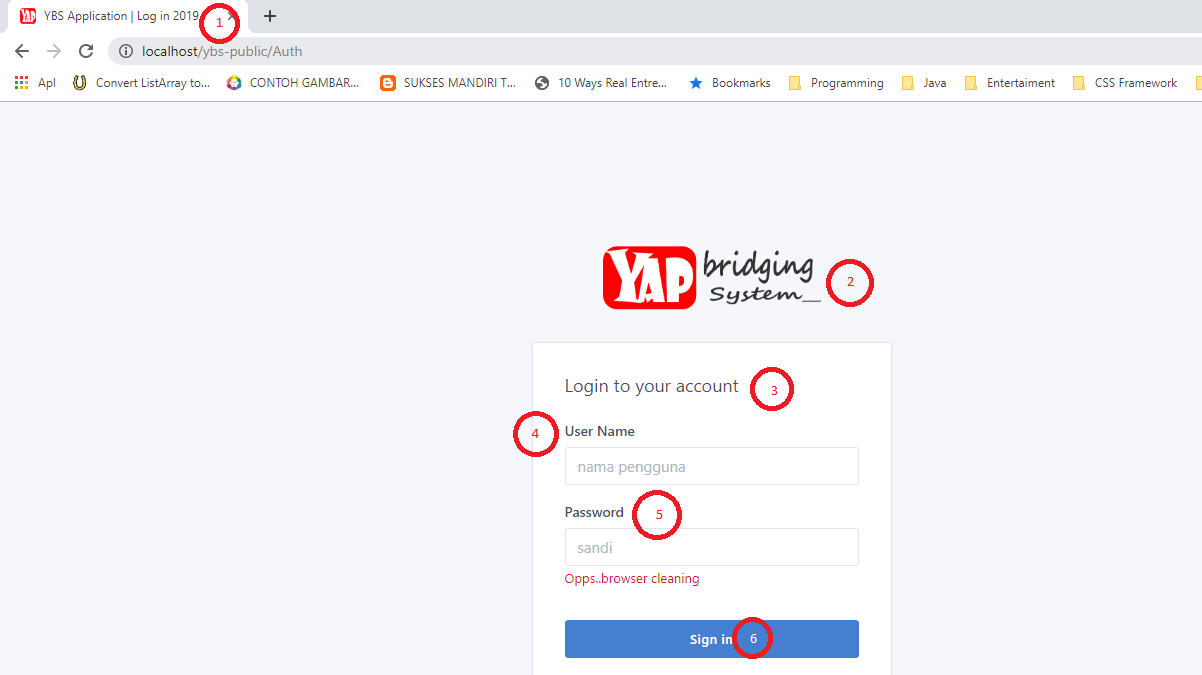 YAP YBS Application | Log in 2019 1
localhost/ybs-public/Auth
Apl Convert ListArray to... CONTOH GAMBAR... SUKSES MANDIRI T... 10 Ways Real Entre... Bookmarks Programming Java Entertaiment CSS Framework
YAP bridging
System__ 2
Login to your account 3
4 User Name
nama pengguna
Password 5
sandi
Opps..browser cleaning
Sign in 6